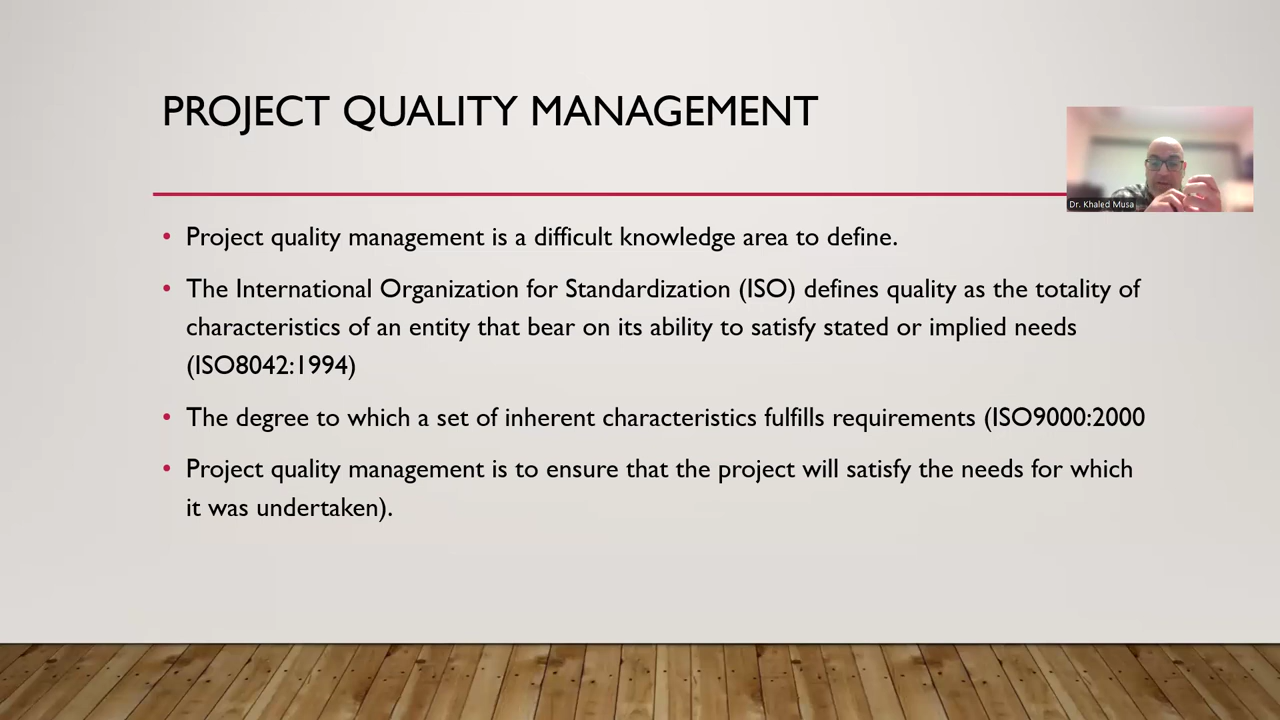 PROJECT QUALITY MANAGEMENT
Dr. Khaled Musa
• Project quality management is a difficult knowledge area to define.
• The International Organization for Standardization (ISO) defines quality as the totality of
characteristics of an entity that bear on its ability to satisfy stated or implied needs
(ISO8042:1994)
• The degree to which a set of inherent characteristics fulfills requirements (ISO9000:2000
• Project quality management is to ensure that the project will satisfy the needs for which
it was undertaken).